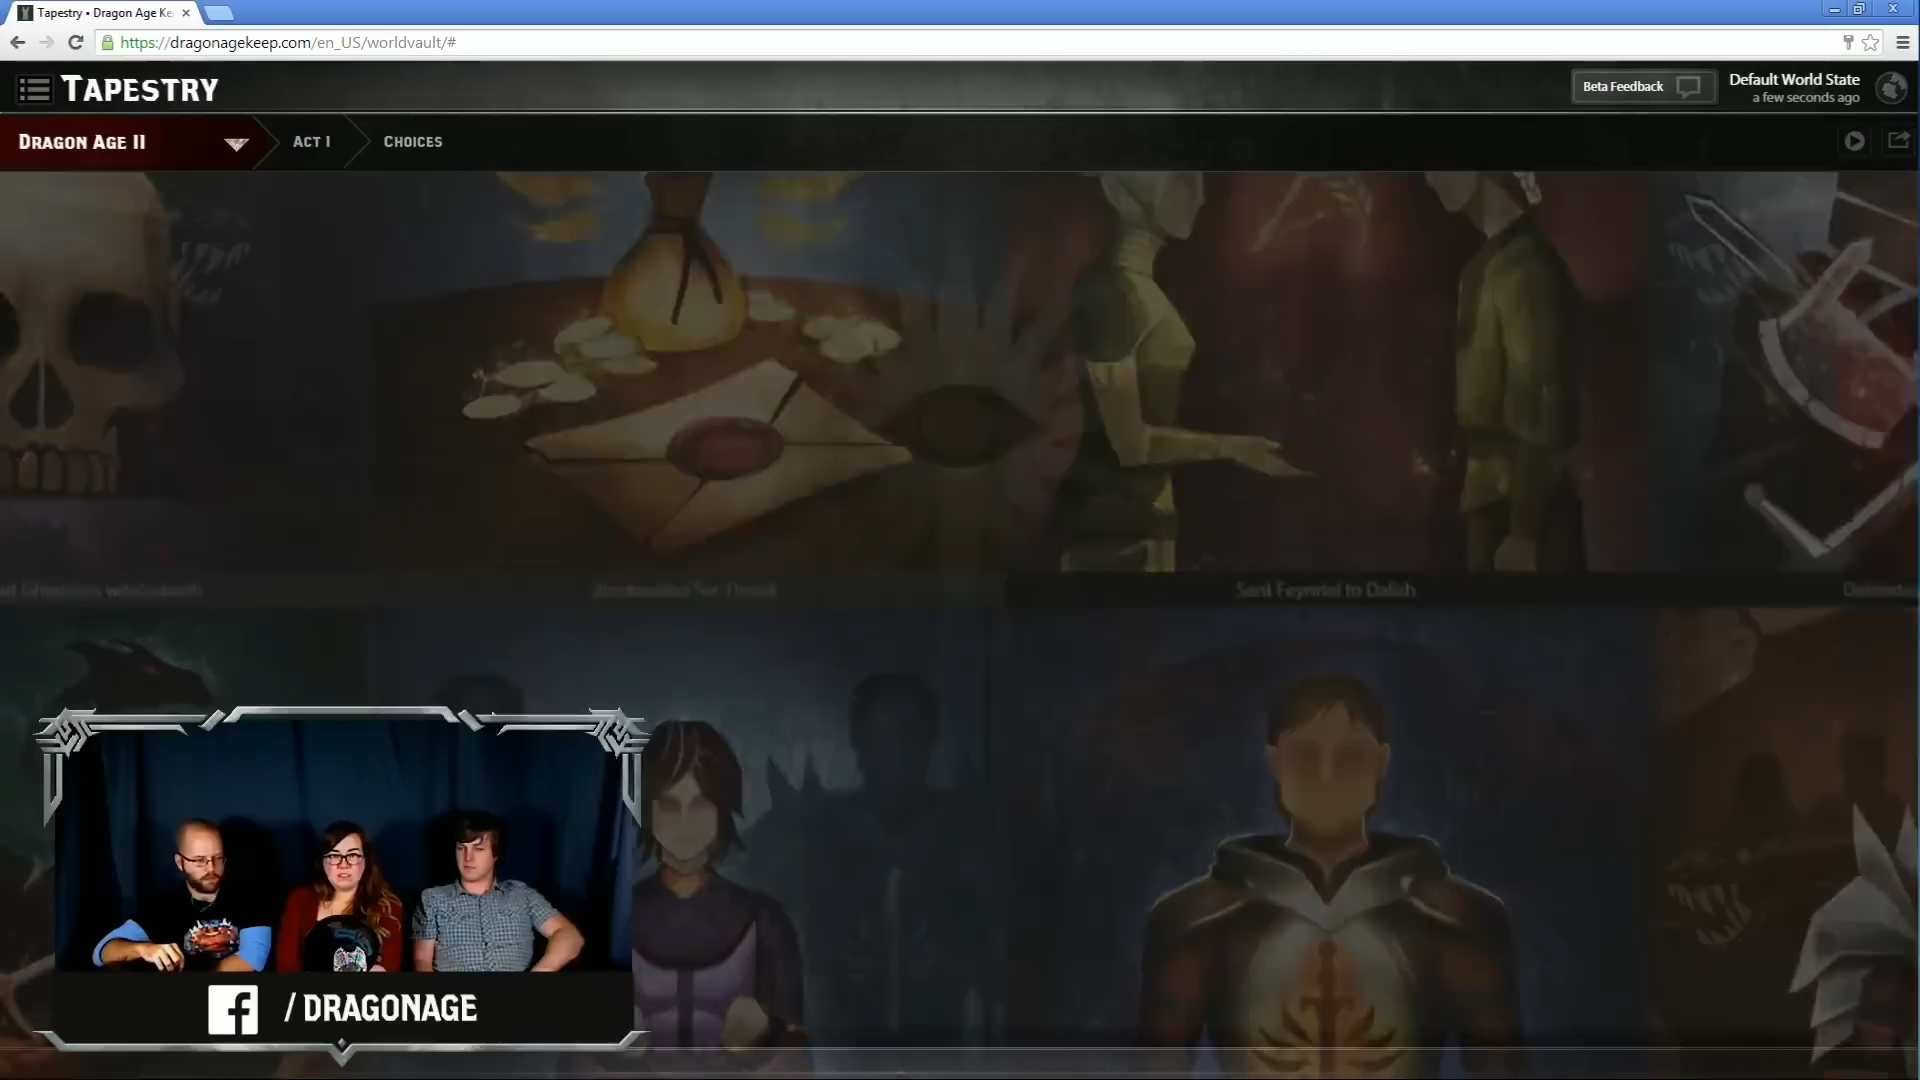 Tapestry • Dragon Age Ke
https://dragonagekeep.com/en_US/worldvault/#
TAPESTRY
Beta Feedback
Default World State
a few seconds ago
DRAGON AGE II
ACT I
CHOICES
Sent Feynriel to Dalish
/ DRAGONAGE